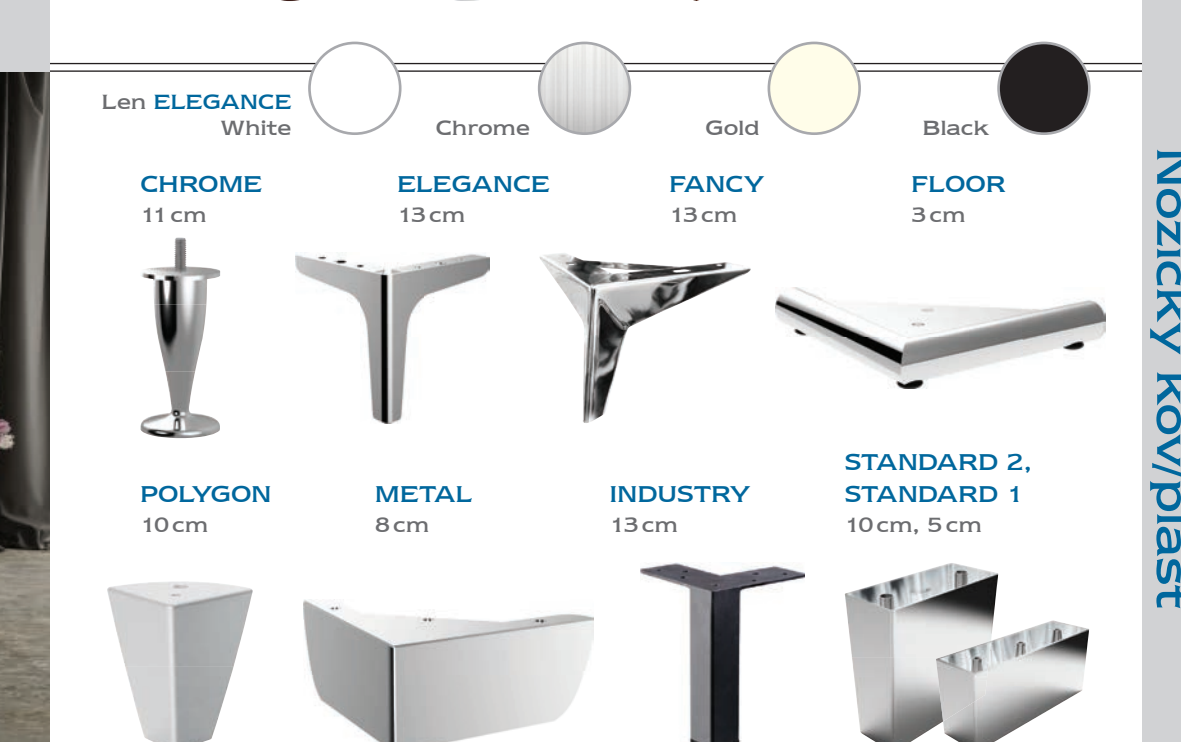 Len ELEGANCE
White
Chrome
Gold
Black
CHROME
11 cm
ELEGANCE
13 cm
FANCY
13 cm
FLOOR
3 cm
POLYGON
10 cm
METAL
8 cm
INDUSTRY
13 cm
STANDARD 2,
STANDARD 1
10 cm, 5 cm
kov/plast